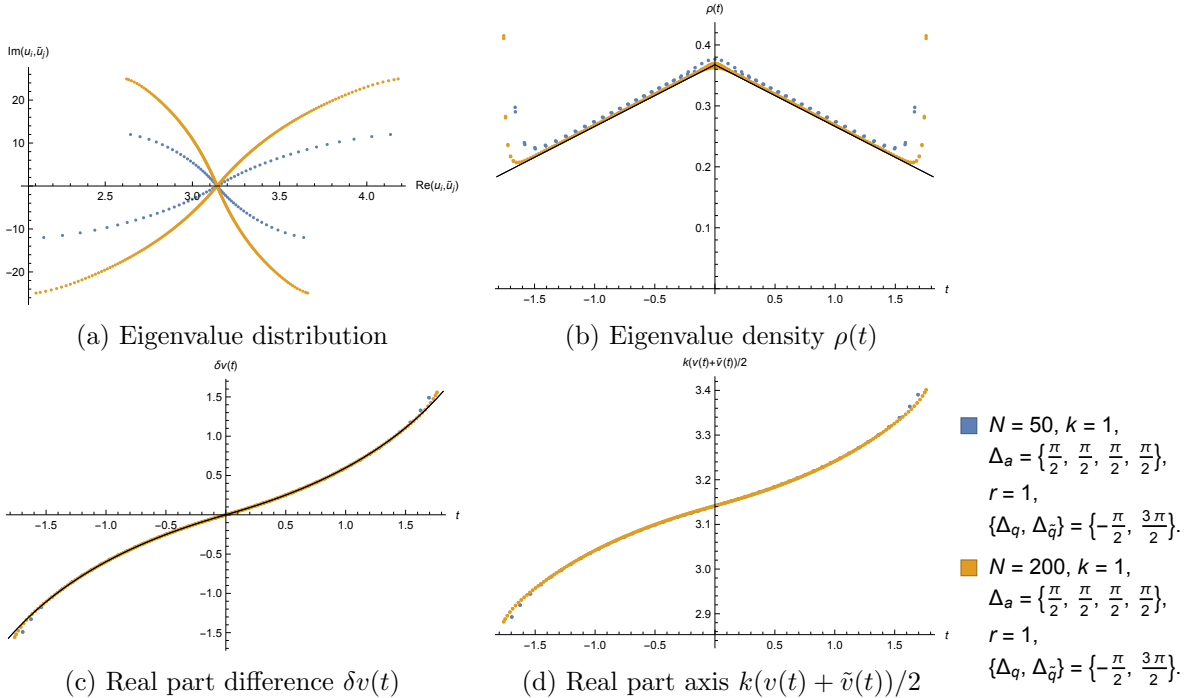 Im(u_i,ũ_j)
20
10
−10
−20
2.5
3.0
3.5
4.0
Re(u_i,ũ_j)
(a) Eigenvalue distribution
ρ(t)
0.4
0.3
0.2
0.1
−1.5
−1.0
−0.5
0.5
1.0
1.5
t
(b) Eigenvalue density ρ(t)
δv(t)
1.5
1.0
0.5
−0.5
−1.0
−1.5
−1.5
−1.0
−0.5
0.5
1.0
1.5
t
(c) Real part difference δv(t)
k(v(t)+ṽ(t))/2
3.4
3.3
3.2
3.1
3.0
2.9
−1.5
−1.0
−0.5
0.5
1.0
1.5
t
(d) Real part axis k(v(t) + ṽ(t))/2
N = 50, k = 1,
Δ_a = {π/2, π/2, π/2, π/2},
r = 1,
{Δ_q, Δ_q̃} = {−π/2, 3π/2}.
N = 200, k = 1,
Δ_a = {π/2, π/2, π/2, π/2},
r = 1,
{Δ_q, Δ_q̃} = {−π/2, 3π/2}.